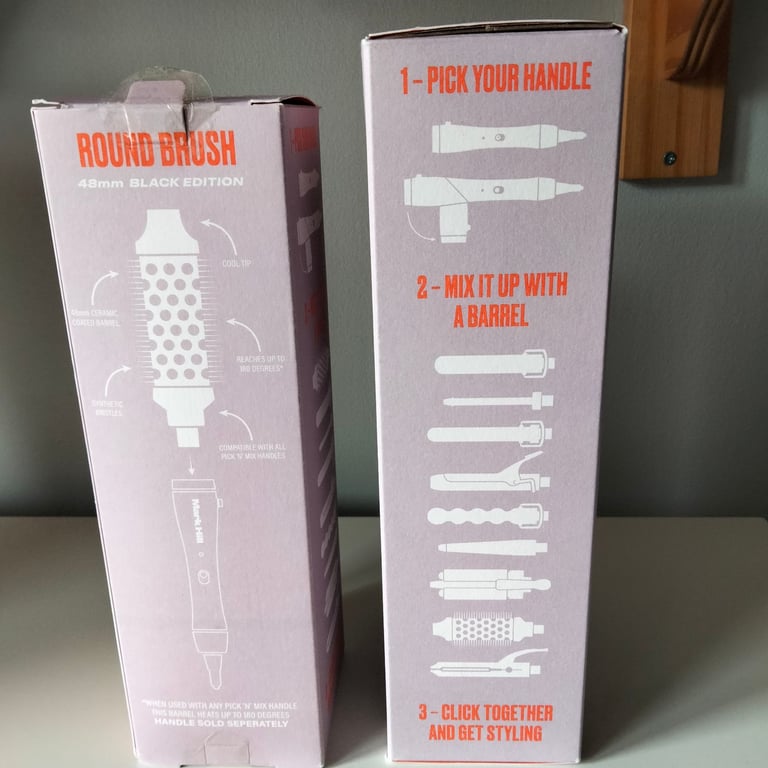 ROUND BRUSH
48mm BLACK EDITION
COOL TIP
48mm CERAMIC
COATED BARREL
REACHES UP TO
180 DEGREES*
SYNTHETIC
BRISTLES
COMPATIBLE WITH ALL
PICK 'N' MIX HANDLES
Mark Hill
*WHEN USED WITH ANY PICK 'N' MIX HANDLE
THIS BARREL HEATS UP TO 180 DEGREES
HANDLE SOLD SEPERATELY
1 - PICK YOUR HANDLE
2 - MIX IT UP WITH
A BARREL
3 - CLICK TOGETHER
AND GET STYLING